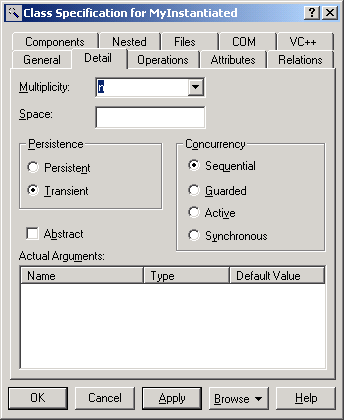 Class Specification for MyInstantiated
Components Nested Files COM VC++
General Detail Operations Attributes Relations
Multiplicity: n
Space:
Persistence Concurrency
Persistent Sequential
Transient Guarded
Active
Abstract Synchronous
Actual Arguments:
Name Type Default Value
OK Cancel Apply Browse Help